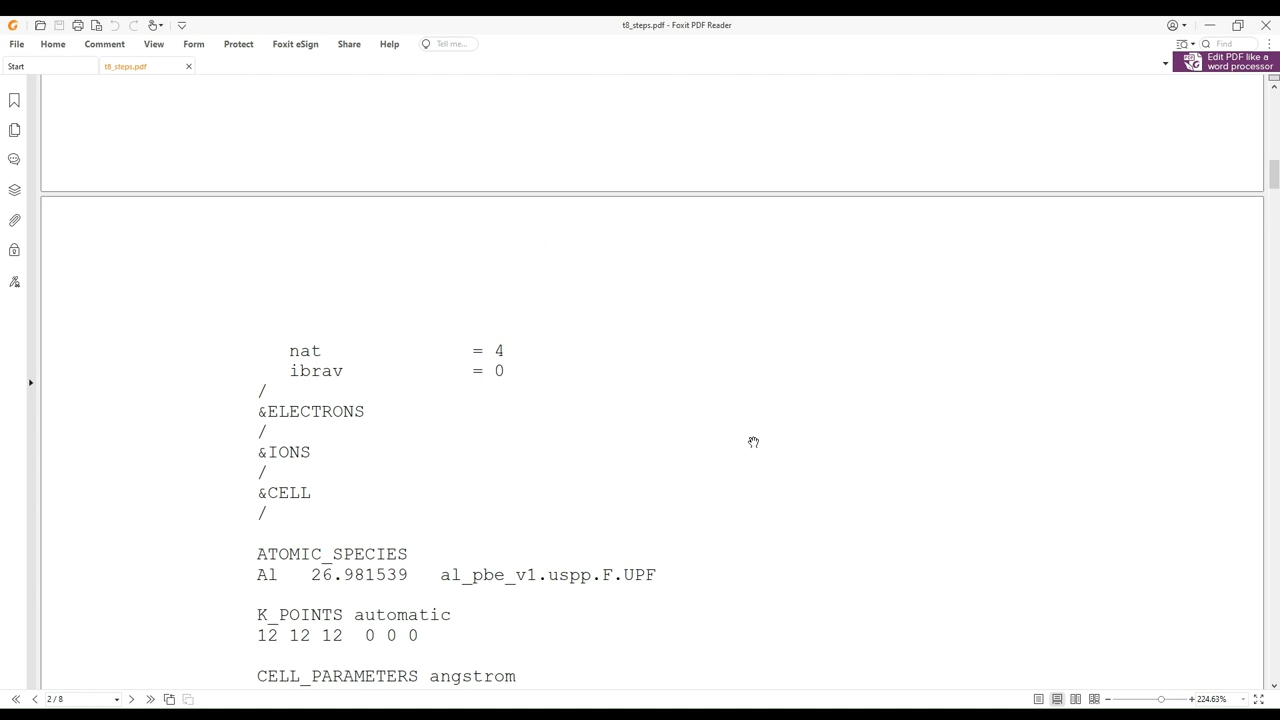 t8_steps.pdf - Foxit PDF Reader
File Home Comment View Form Protect Foxit eSign Share Help Tell me... Find
Start t8_steps.pdf
Edit PDF like a
word processor
nat = 4
ibrav = 0
/
&ELECTRONS
/
&IONS
/
&CELL
/
ATOMIC_SPECIES
Al 26.981539 al_pbe_v1.uspp.F.UPF
K_POINTS automatic
12 12 12 0 0 0
CELL_PARAMETERS angstrom
2 / 8 224.63%